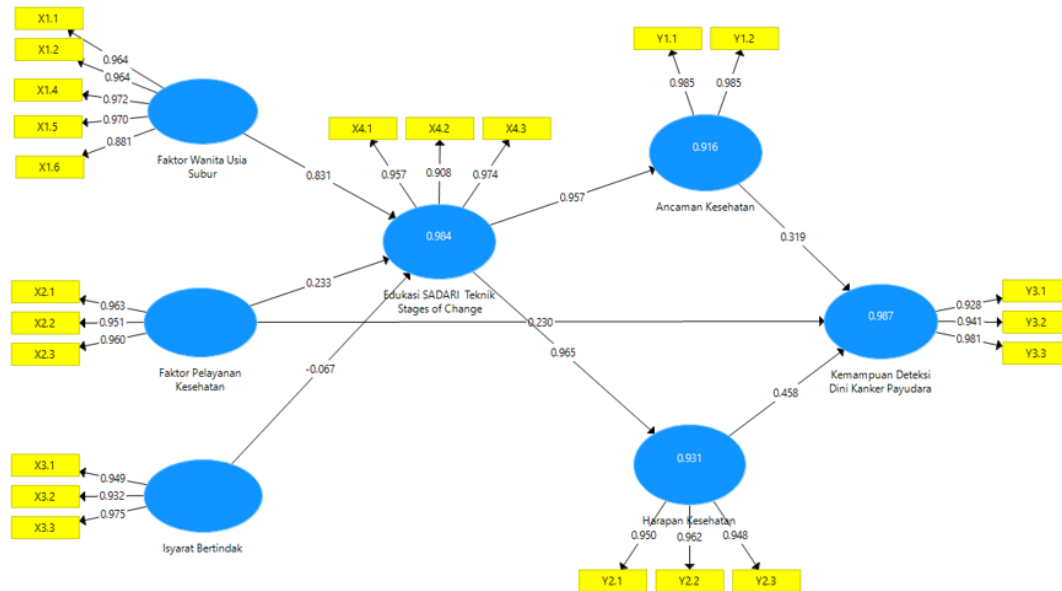 X1.1
X1.2
X1.4
X1.5
X1.6
0.964
0.964
0.972
0.970
0.881
Faktor Wanita Usia
Subur
0.831
X2.1
X2.2
X2.3
0.963
0.951
0.960
Faktor Pelayanan
Kesehatan
0.233
0.230
X3.1
X3.2
X3.3
0.949
0.932
0.975
Isyarat Bertindak
-0.067
X4.1
X4.2
X4.3
0.957
0.908
0.974
0.984
Edukasi SADARI Teknik
Stages of Change
0.957
0.965
Y1.1
Y1.2
0.985
0.985
0.916
Ancaman Kesehatan
0.319
0.931
Harapan Kesehatan
0.950
0.962
0.948
Y2.1
Y2.2
Y2.3
0.458
0.987
Kemampuan Deteksi
Dini Kanker Payudara
0.928
0.941
0.981
Y3.1
Y3.2
Y3.3